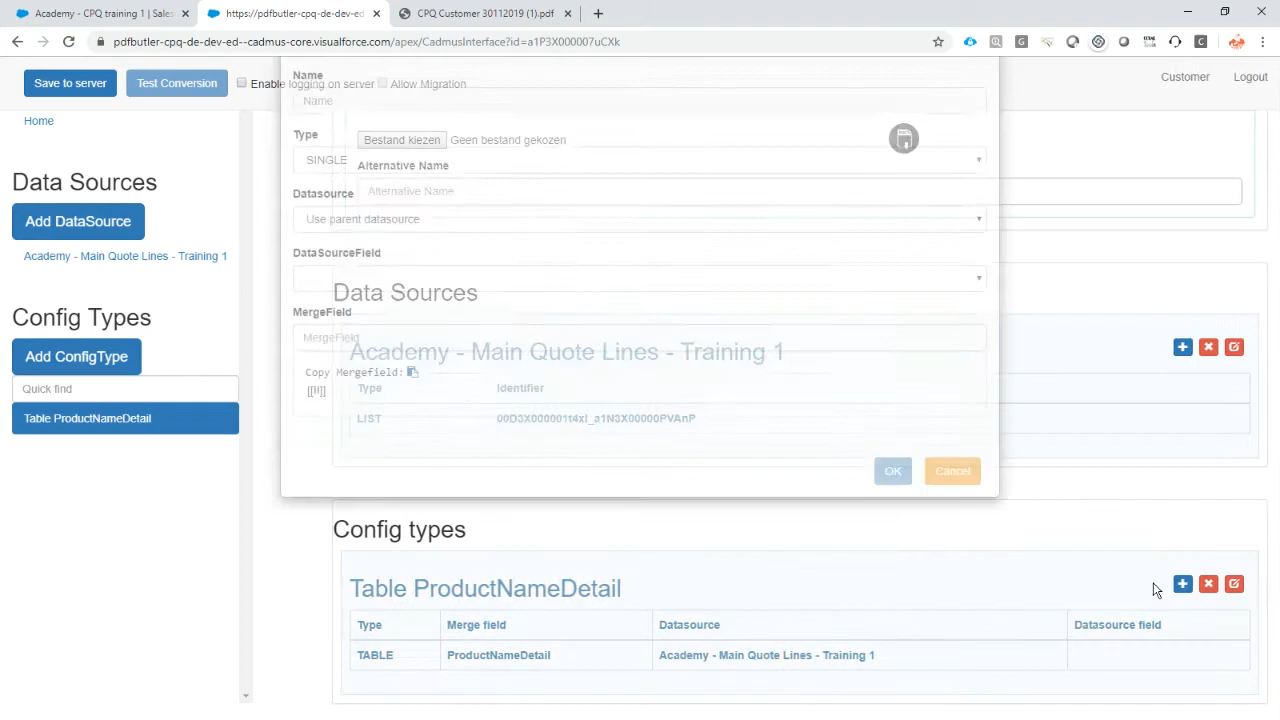 Academy - CPQ training 1 | Sales
https://pdfbutler-cpq-de-dev-ed
CPQ Customer 30112019 (1).pdf
pdfbutler-cpq-de-dev-ed--cadmus-core.visualforce.com/apex/CadmusInterface?id=a1P3X000007uCXk
Save to server
Test Conversion
Enable logging on server
Allow Migration
Customer
Logout
Home
Data Sources
Add DataSource
Academy - Main Quote Lines - Training 1
Config Types
Add ConfigType
Quick find
Table ProductNameDetail
Name
Name
Type
SINGLE
Bestand kiezen
Geen bestand gekozen
Alternative Name
Alternative Name
Datasource
Use parent datasource
DataSourceField
Data Sources
MergeField
MergeField
Academy - Main Quote Lines - Training 1
Copy Mergefield:
Type
Identifier
LIST
OK
Cancel
Config types
Table ProductNameDetail
Type
Merge field
Datasource
Datasource field
TABLE
ProductNameDetail
Academy - Main Quote Lines - Training 1